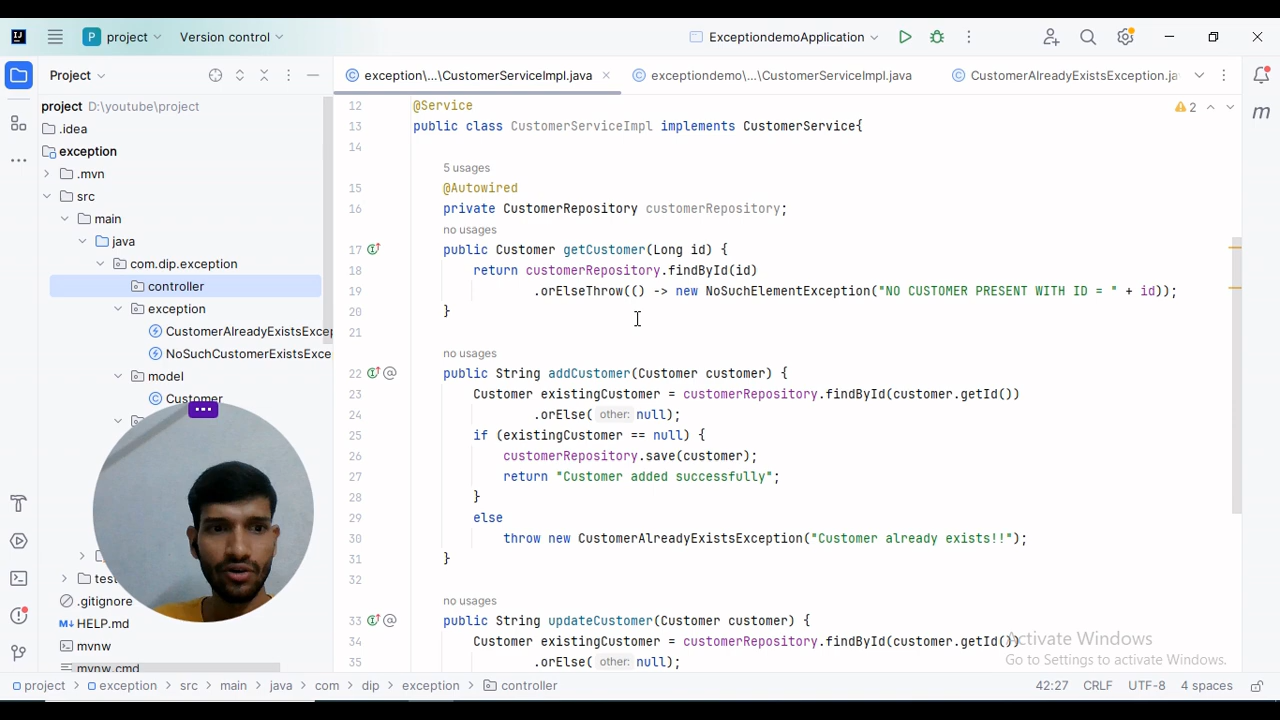 IJ P project Version control ExceptiondemoApplication
Project exception\...\CustomerServiceImpl.java exceptiondemo\...\CustomerServiceImpl.java CustomerAlreadyExistsException.ja
project D:\youtube\project
.idea
exception
.mvn
src
main
java
com.dip.exception
controller
exception
CustomerAlreadyExistsExcep
NoSuchCustomerExistsExce
model
Customer
test
.gitignore
HELP.md
mvnw
mvnw.cmd
2
m
12 @Service
13 public class CustomerServiceImpl implements CustomerService{
14
5 usages
15 @Autowired
16 private CustomerRepository customerRepository;
no usages
17 public Customer getCustomer(Long id) {
18 return customerRepository.findById(id)
19 .orElseThrow(() -> new NoSuchElementException("NO CUSTOMER PRESENT WITH ID = " + id));
20 }
21
no usages
22 public String addCustomer(Customer customer) {
23 Customer existingCustomer = customerRepository.findById(customer.getId())
24 .orElse( other: null);
25 if (existingCustomer == null) {
26 customerRepository.save(customer);
27 return "Customer added successfully";
28 }
29 else
30 throw new CustomerAlreadyExistsException("Customer already exists!!");
31 }
32
no usages
33 public String updateCustomer(Customer customer) {
34 Customer existingCustomer = customerRepository.findById(customer.getId())
35 .orElse( other: null);
Activate Windows
Go to Settings to activate Windows.
project > exception > src > main > java > com > dip > exception > controller 42:27 CRLF UTF-8 4 spaces